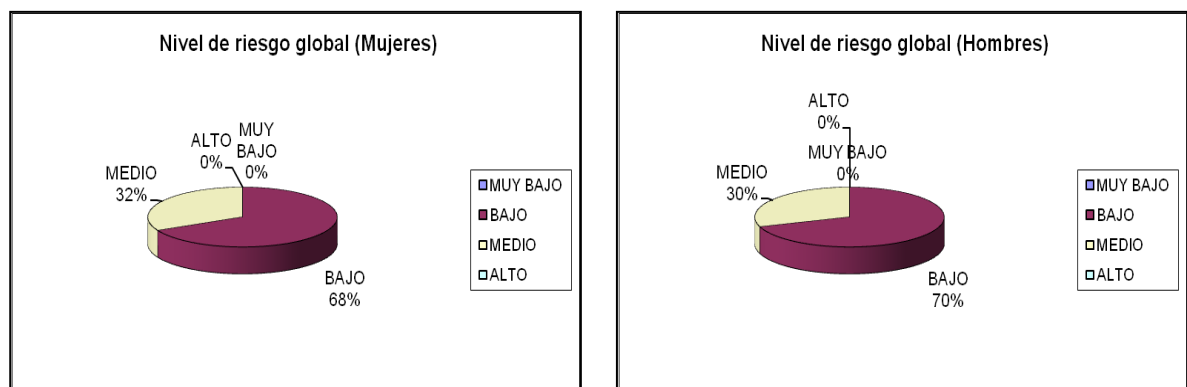 Nivel de riesgo global (Mujeres)
ALTO
0%
MUY
BAJO
0%
MEDIO
32%
BAJO
68%
MUY BAJO
BAJO
MEDIO
ALTO
Nivel de riesgo global (Hombres)
ALTO
0%
MUY BAJO
0%
MEDIO
30%
BAJO
70%
MUY BAJO
BAJO
MEDIO
ALTO